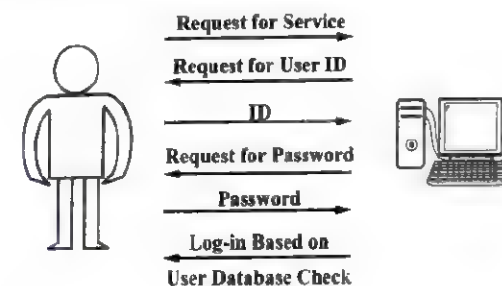 Request for Service
Request for User ID
ID
Request for Password
Password
Log-in Based on
User Database Check